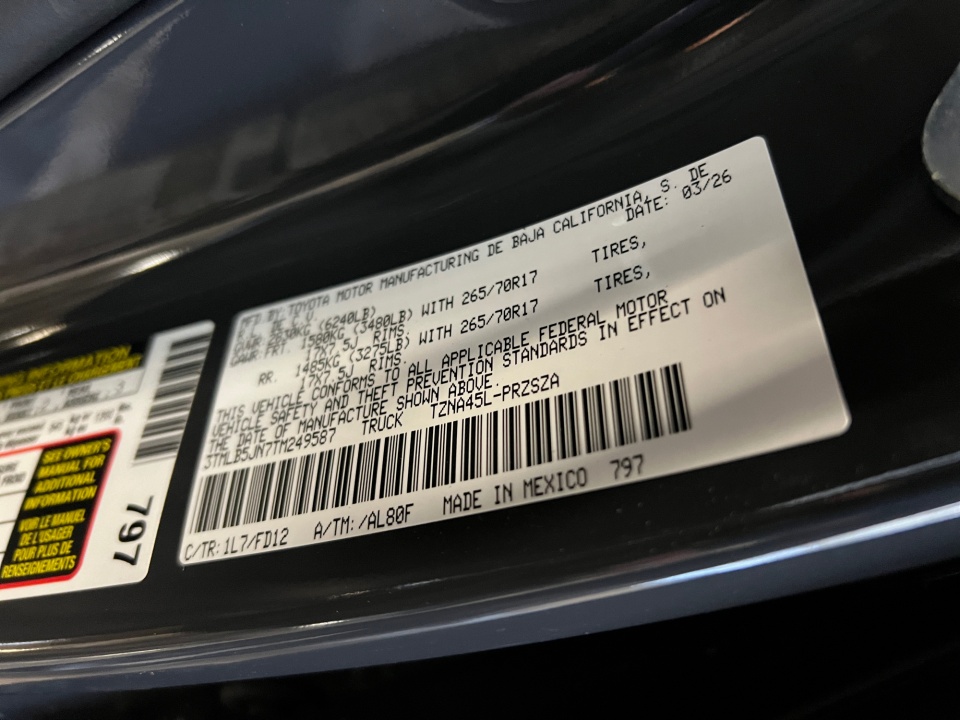 MFD BY:TOYOTA MOTOR MANUFACTURING DE BAJA CALIFORNIA, S. DE
DATE: 03/26
GVWR: 2830KG (6240LB)
GAWR:FRT. 1580KG (3480LB) WITH 265/70R17 TIRES,
17X7.5J RIMS.
RR. 1485KG (3275LB) WITH 265/70R17 TIRES,
17X7.5J RIMS.
THIS VEHICLE CONFORMS TO ALL APPLICABLE FEDERAL MOTOR
VEHICLE SAFETY AND THEFT PREVENTION STANDARDS IN EFFECT ON
THE DATE OF MANUFACTURE SHOWN ABOVE.
3TMLB5JN7TM249587 TRUCK TZNA45L-PRZSZA
C/TR:1L7/FD12 A/TM:/AL80F MADE IN MEXICO 797
INFORMATION
SEE OWNER'S
MANUAL FOR
ADDITIONAL
INFORMATION
VOIR LE MANUEL
DE L'USAGER
POUR PLUS DE
RENSEIGNEMENTS
797